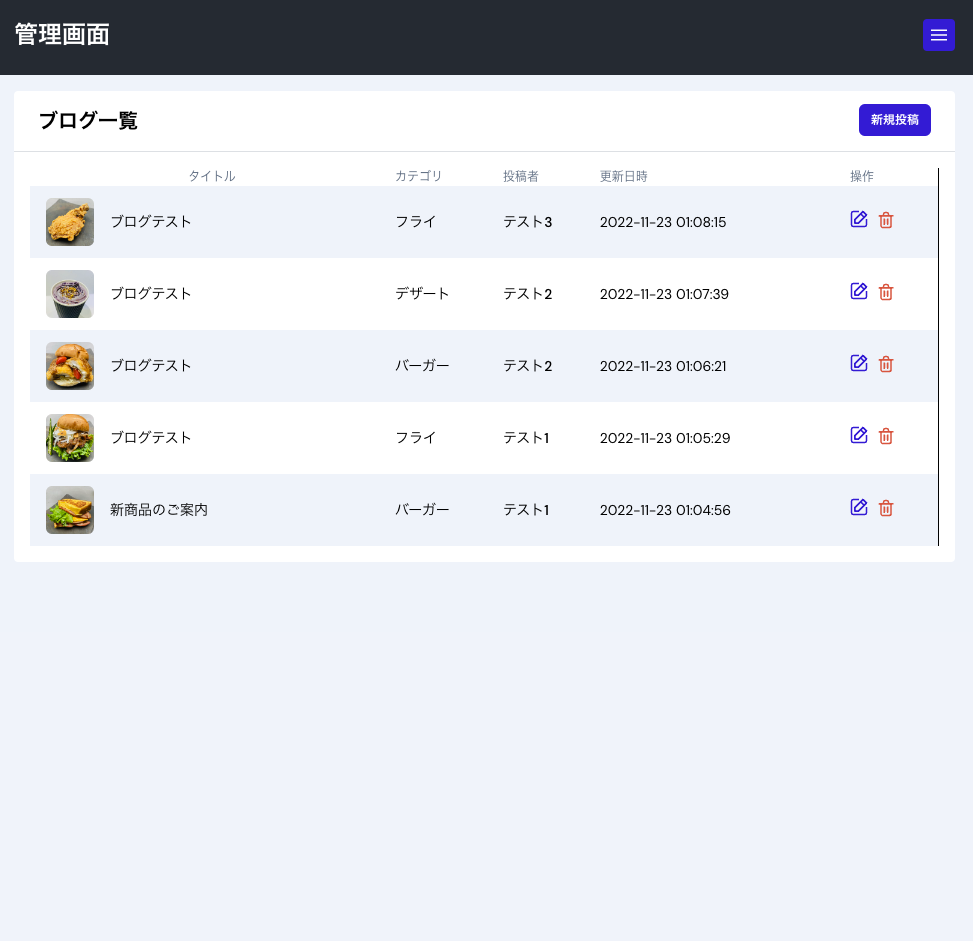 管理画面
ブログ一覧
新規投稿
タイトル カテゴリ 投稿者 更新日時 操作
ブログテスト フライ テスト3 2022-11-23 01:08:15
ブログテスト デザート テスト2 2022-11-23 01:07:39
ブログテスト バーガー テスト2 2022-11-23 01:06:21
ブログテスト フライ テスト1 2022-11-23 01:05:29
新商品のご案内 バーガー テスト1 2022-11-23 01:04:56